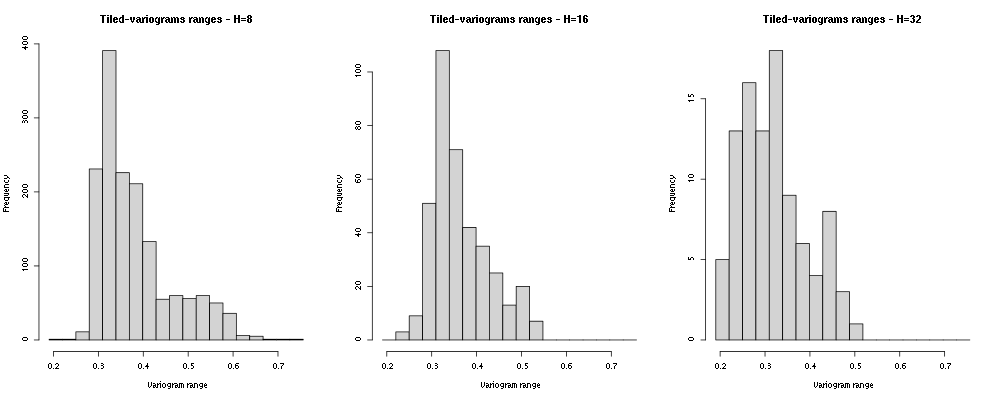 Tiled-variograms ranges - H=8
Tiled-variograms ranges - H=16
Tiled-variograms ranges - H=32
Frequency
0
100
200
300
400
0.2 0.3 0.4 0.5 0.6 0.7
Variogram range
Frequency
0
20
40
60
80
100
0.2 0.3 0.4 0.5 0.6 0.7
Variogram range
Frequency
0
5
10
15
0.2 0.3 0.4 0.5 0.6 0.7
Variogram range